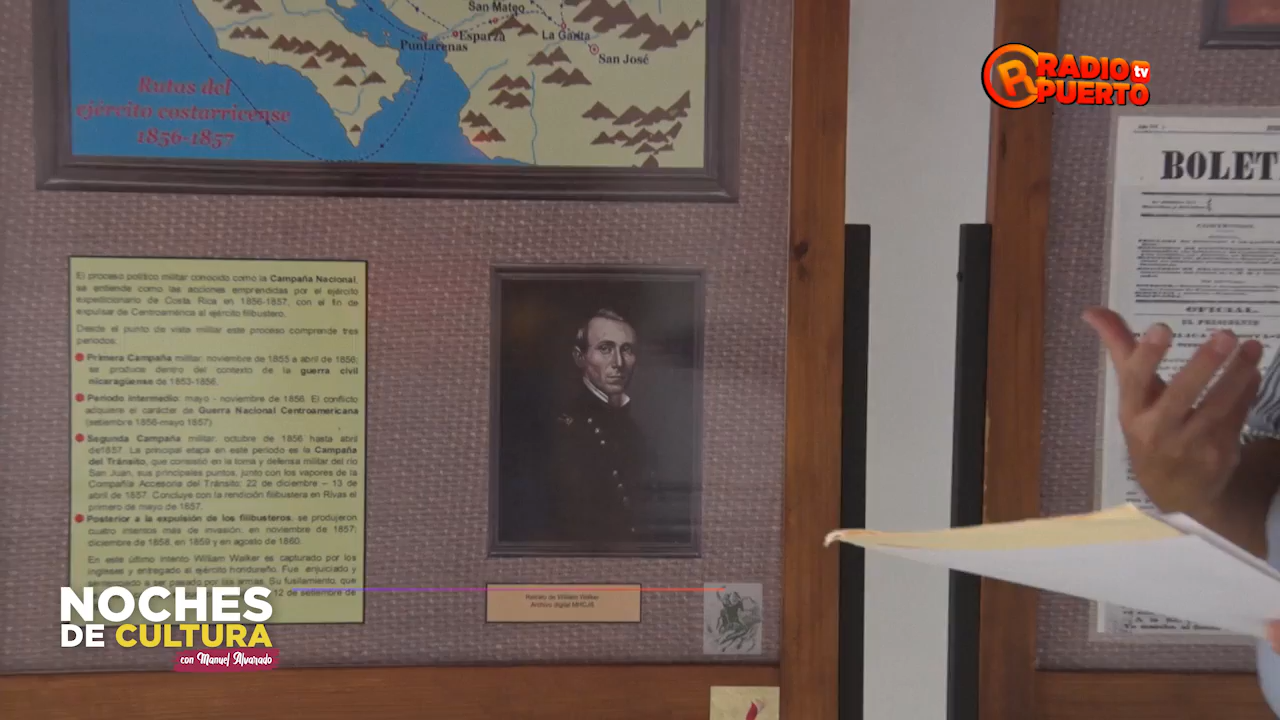 San Mateo
Esparza
La Garita
Puntarenas
San José
Rutas del
ejército costarricense
1856-1857
RADIO tv
PUERTO
BOLET
OFICIAL.
EL PRESIDENTE
El proceso político militar conocido como la Campaña Nacional,
se entiende como las acciones emprendidas por el ejército
expedicionario de Costa Rica en 1856-1857, con el fin de
expulsar de Centroamérica al ejército filibustero.
Desde el punto de vista militar este proceso comprende tres
períodos:
Primera Campaña militar: noviembre de 1855 a abril de 1856;
se produce dentro del contexto de la guerra civil
nicaragüense de 1853-1856.
Período intermedio: mayo - noviembre de 1856. El conflicto
adquiere el carácter de Guerra Nacional Centroamericana
(setiembre 1856-mayo 1857)
Segunda Campaña militar: octubre de 1856 hasta abril
de1857. La principal etapa en este período es la Campaña
del Tránsito, que consistió en la toma y defensa militar del río
San Juan, sus principales puntos, junto con los vapores de la
Compañía Accesoria del Tránsito: 22 de diciembre – 13 de
abril de 1857. Concluye con la rendición filibustera en Rivas el
primero de mayo de 1857.
Posterior a la expulsión de los filibusteros, se produjeron
cuatro intentos más de invasión, en noviembre de 1857;
diciembre de 1858, en 1859 y en agosto de 1860.
En este último intento William Walker es capturado por los
ingleses y entregado al ejército hondureño. Fue enjuiciado y
sentenciado a ser pasado por las armas. Su fusilamiento, que
12 de setiembre de
Retrato de William Walker
Archivo digital MHCJS
NOCHES
DE CULTURA
con Manuel Alvarado